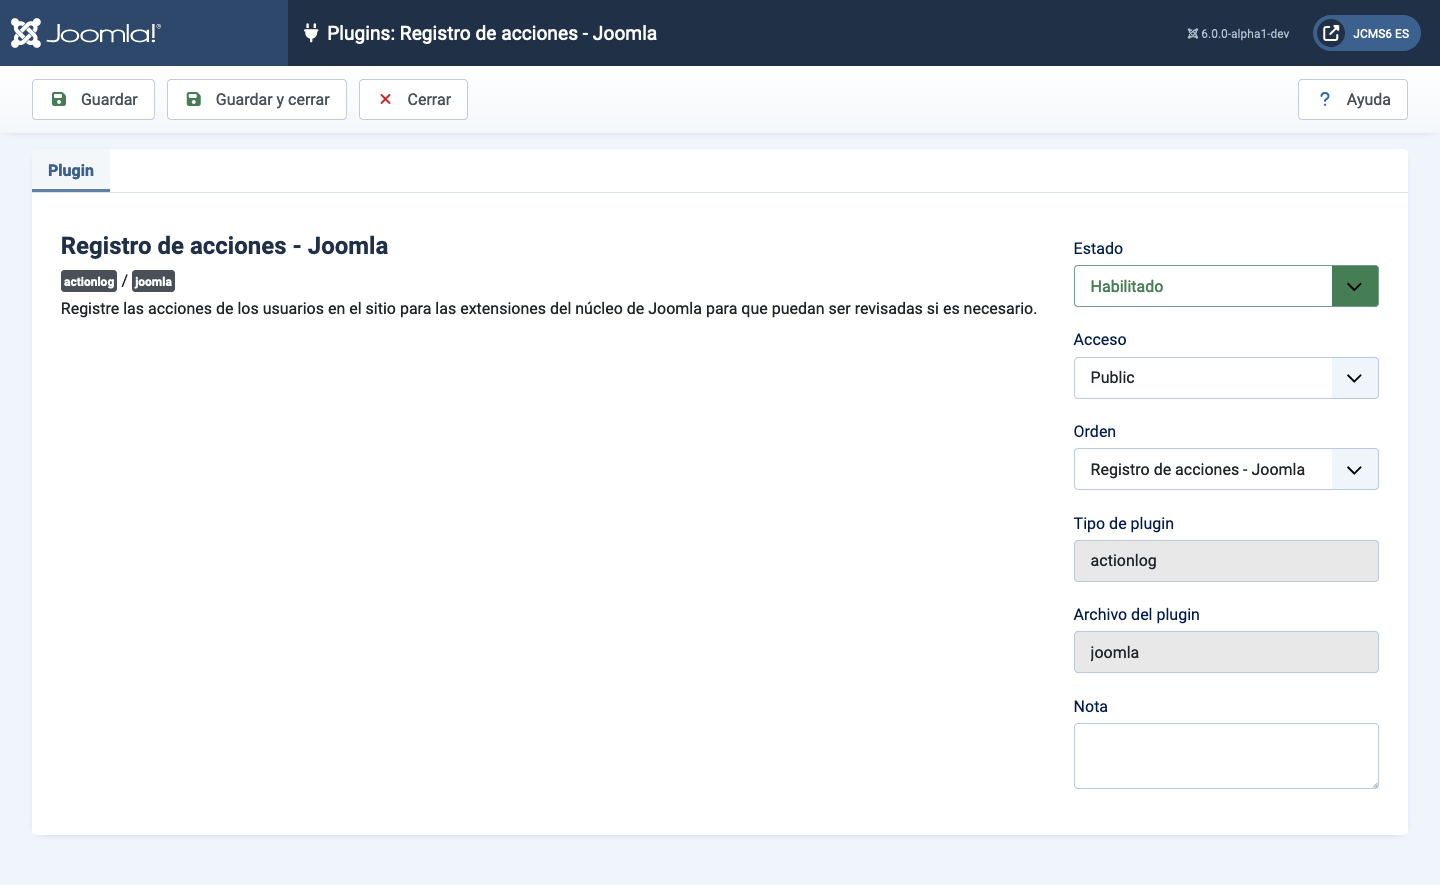 Joomla!
Plugins: Registro de acciones - Joomla
6.0.0-alpha1-dev
JCMS6 ES
Guardar
Guardar y cerrar
Cerrar
? Ayuda
Plugin
Registro de acciones - Joomla
actionlog / joomla
Registre las acciones de los usuarios en el sitio para las extensiones del núcleo de Joomla para que puedan ser revisadas si es necesario.
Estado
Habilitado
Acceso
Public
Orden
Registro de acciones - Joomla
Tipo de plugin
actionlog
Archivo del plugin
joomla
Nota